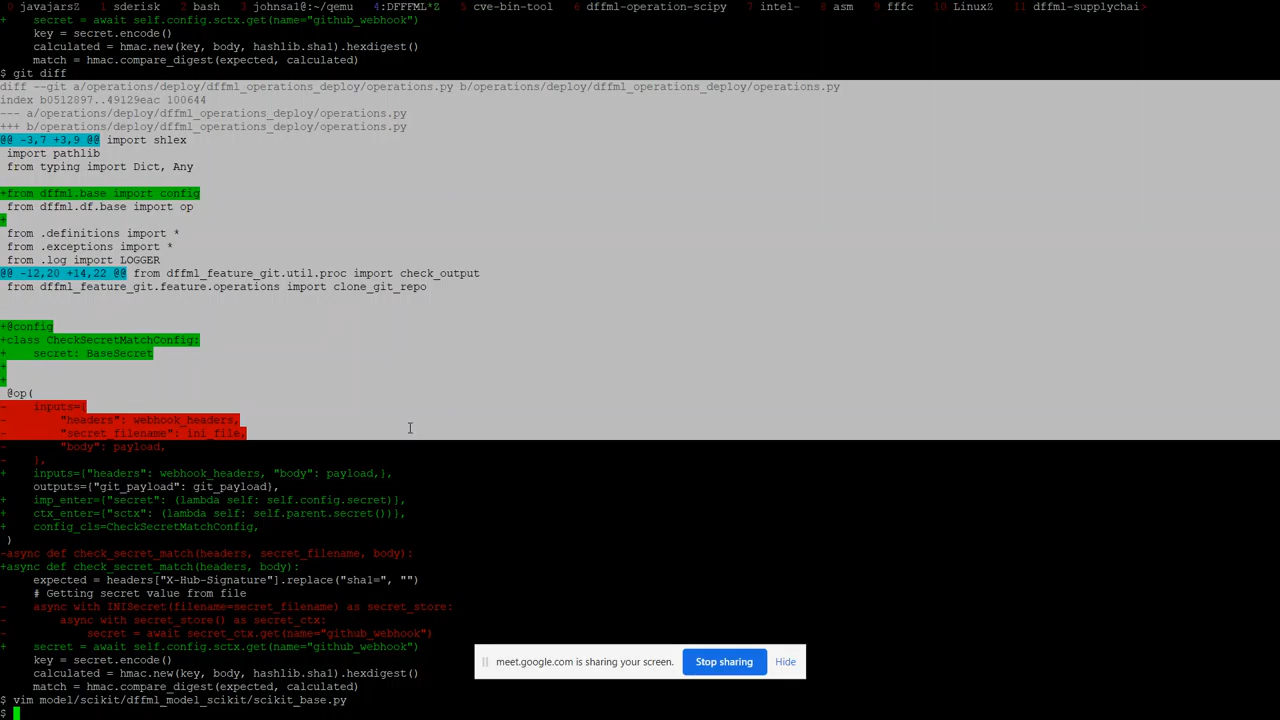 0 javajarsZ  1 sderisk  2 bash  3 johnsa1@:~/qemu  4:DFFFML*Z  5 cve-bin-tool  6 dffml-operation-scipy  7 intel-  8 asm  9 fffc  10 LinuxZ  11 dffml-supplychai>
+    secret = await self.config.sctx.get(name="github_webhook")
     key = secret.encode()
     calculated = hmac.new(key, body, hashlib.sha1).hexdigest()
     match = hmac.compare_digest(expected, calculated)
$ git diff
diff --git a/operations/deploy/dffml_operations_deploy/operations.py b/operations/deploy/dffml_operations_deploy/operations.py
index b0512897..49129eac 100644
--- a/operations/deploy/dffml_operations_deploy/operations.py
+++ b/operations/deploy/dffml_operations_deploy/operations.py
@@ -3,7 +3,9 @@ import shlex
 import pathlib
 from typing import Dict, Any
+from dffml.base import config
 from dffml.df.base import op
+
 from .definitions import *
 from .exceptions import *
 from .log import LOGGER
@@ -12,20 +14,22 @@ from dffml_feature_git.util.proc import check_output
 from dffml_feature_git.feature.operations import clone_git_repo
+@config
+class CheckSecretMatchConfig:
+    secret: BaseSecret
+
+
 @op(
-    inputs={
-        "headers": webhook_headers,
-        "secret_filename": ini_file,
-        "body": payload,
-    },
+    inputs={"headers": webhook_headers, "body": payload,},
     outputs={"git_payload": git_payload},
+    imp_enter={"secret": (lambda self: self.config.secret)},
+    ctx_enter={"sctx": (lambda self: self.parent.secret())},
+    config_cls=CheckSecretMatchConfig,
 )
-async def check_secret_match(headers, secret_filename, body):
+async def check_secret_match(headers, body):
     expected = headers["X-Hub-Signature"].replace("sha1=", "")
     # Getting secret value from file
-    async with INISecret(filename=secret_filename) as secret_store:
-        async with secret_store() as secret_ctx:
-            secret = await secret_ctx.get(name="github_webhook")
+    secret = await self.config.sctx.get(name="github_webhook")
     key = secret.encode()
     calculated = hmac.new(key, body, hashlib.sha1).hexdigest()
     match = hmac.compare_digest(expected, calculated)
$ vim model/scikit/dffml_model_scikit/scikit_base.py
$
meet.google.com is sharing your screen.
Stop sharing
Hide